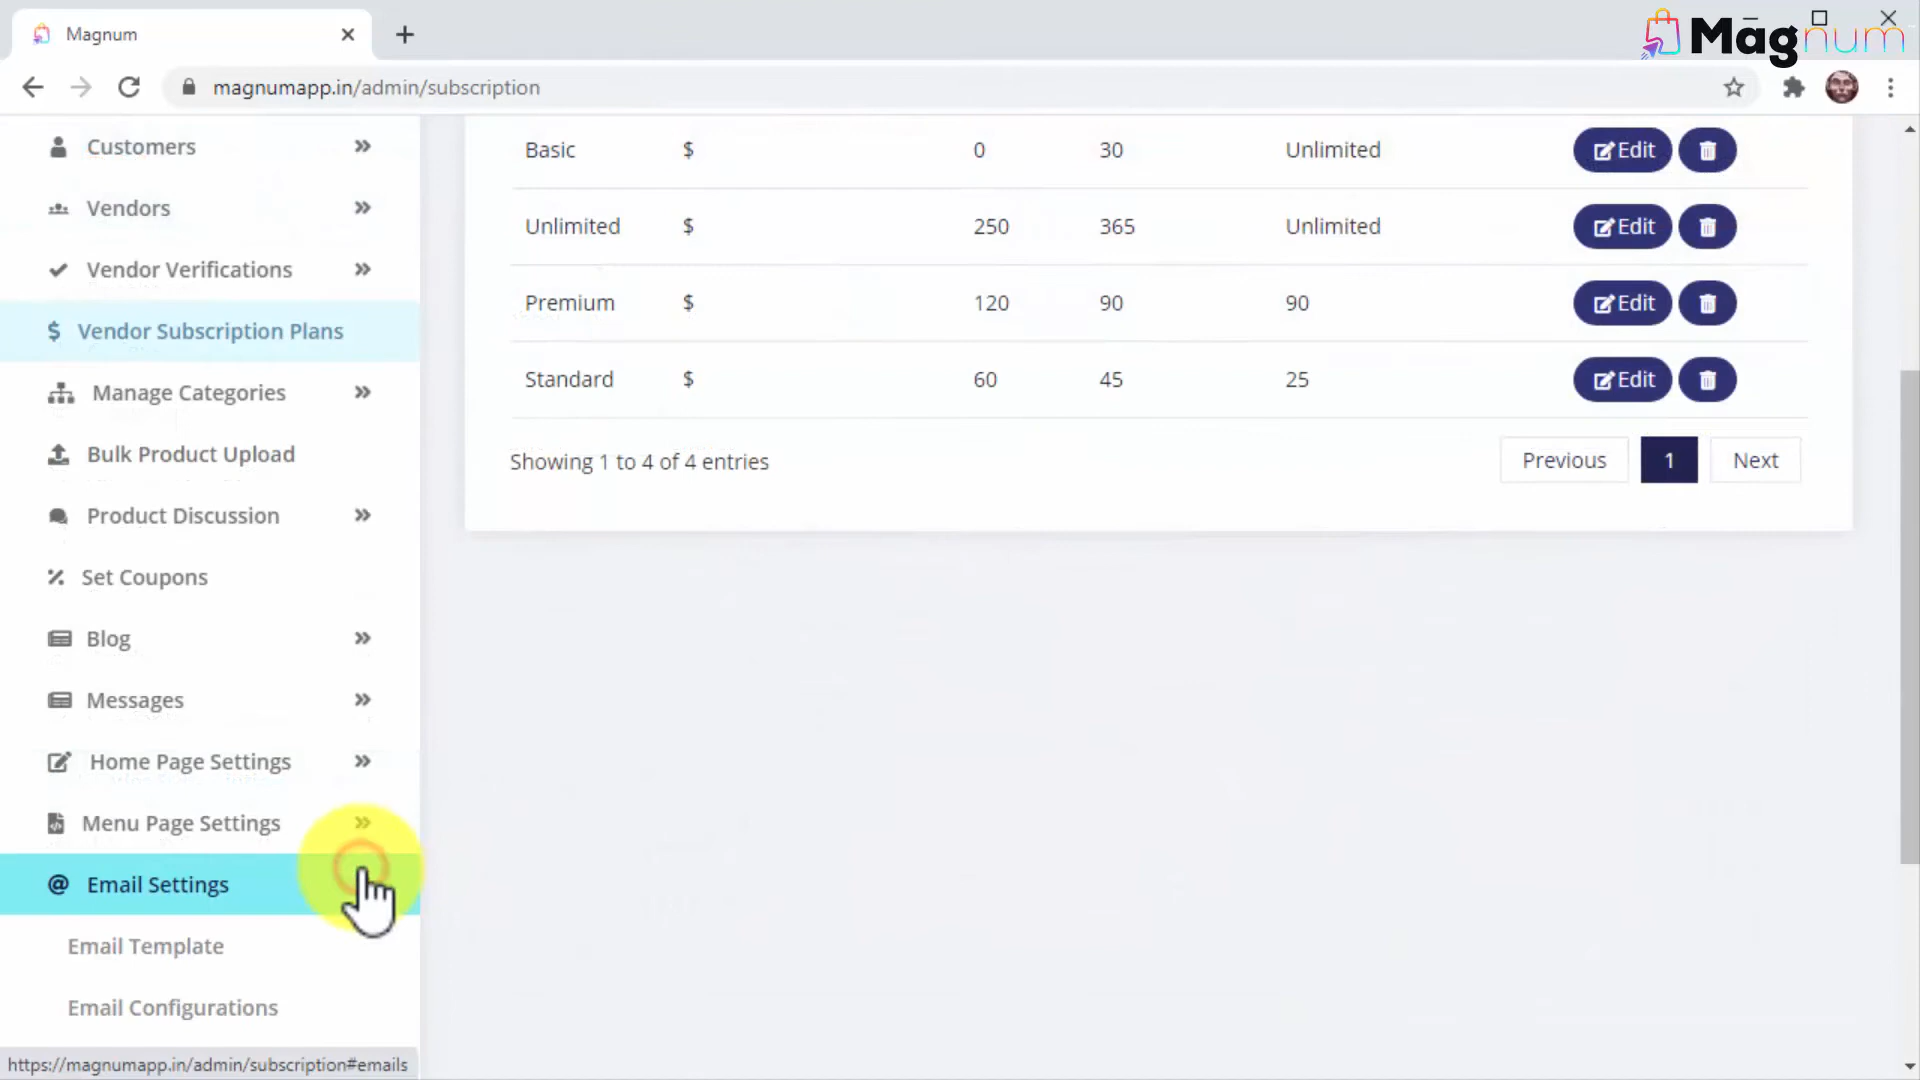 Magnum
Magnum
magnumapp.in/admin/subscription
Customers
Vendors
Vendor Verifications
Vendor Subscription Plans
Manage Categories
Bulk Product Upload
Product Discussion
Set Coupons
Blog
Messages
Home Page Settings
Menu Page Settings
@ Email Settings
Email Template
Email Configurations
https://magnumapp.in/admin/subscription#emails
Basic $ 0 30 Unlimited Edit
Unlimited $ 250 365 Unlimited Edit
Premium $ 120 90 90 Edit
Standard $ 60 45 25 Edit
Showing 1 to 4 of 4 entries
Previous 1 Next